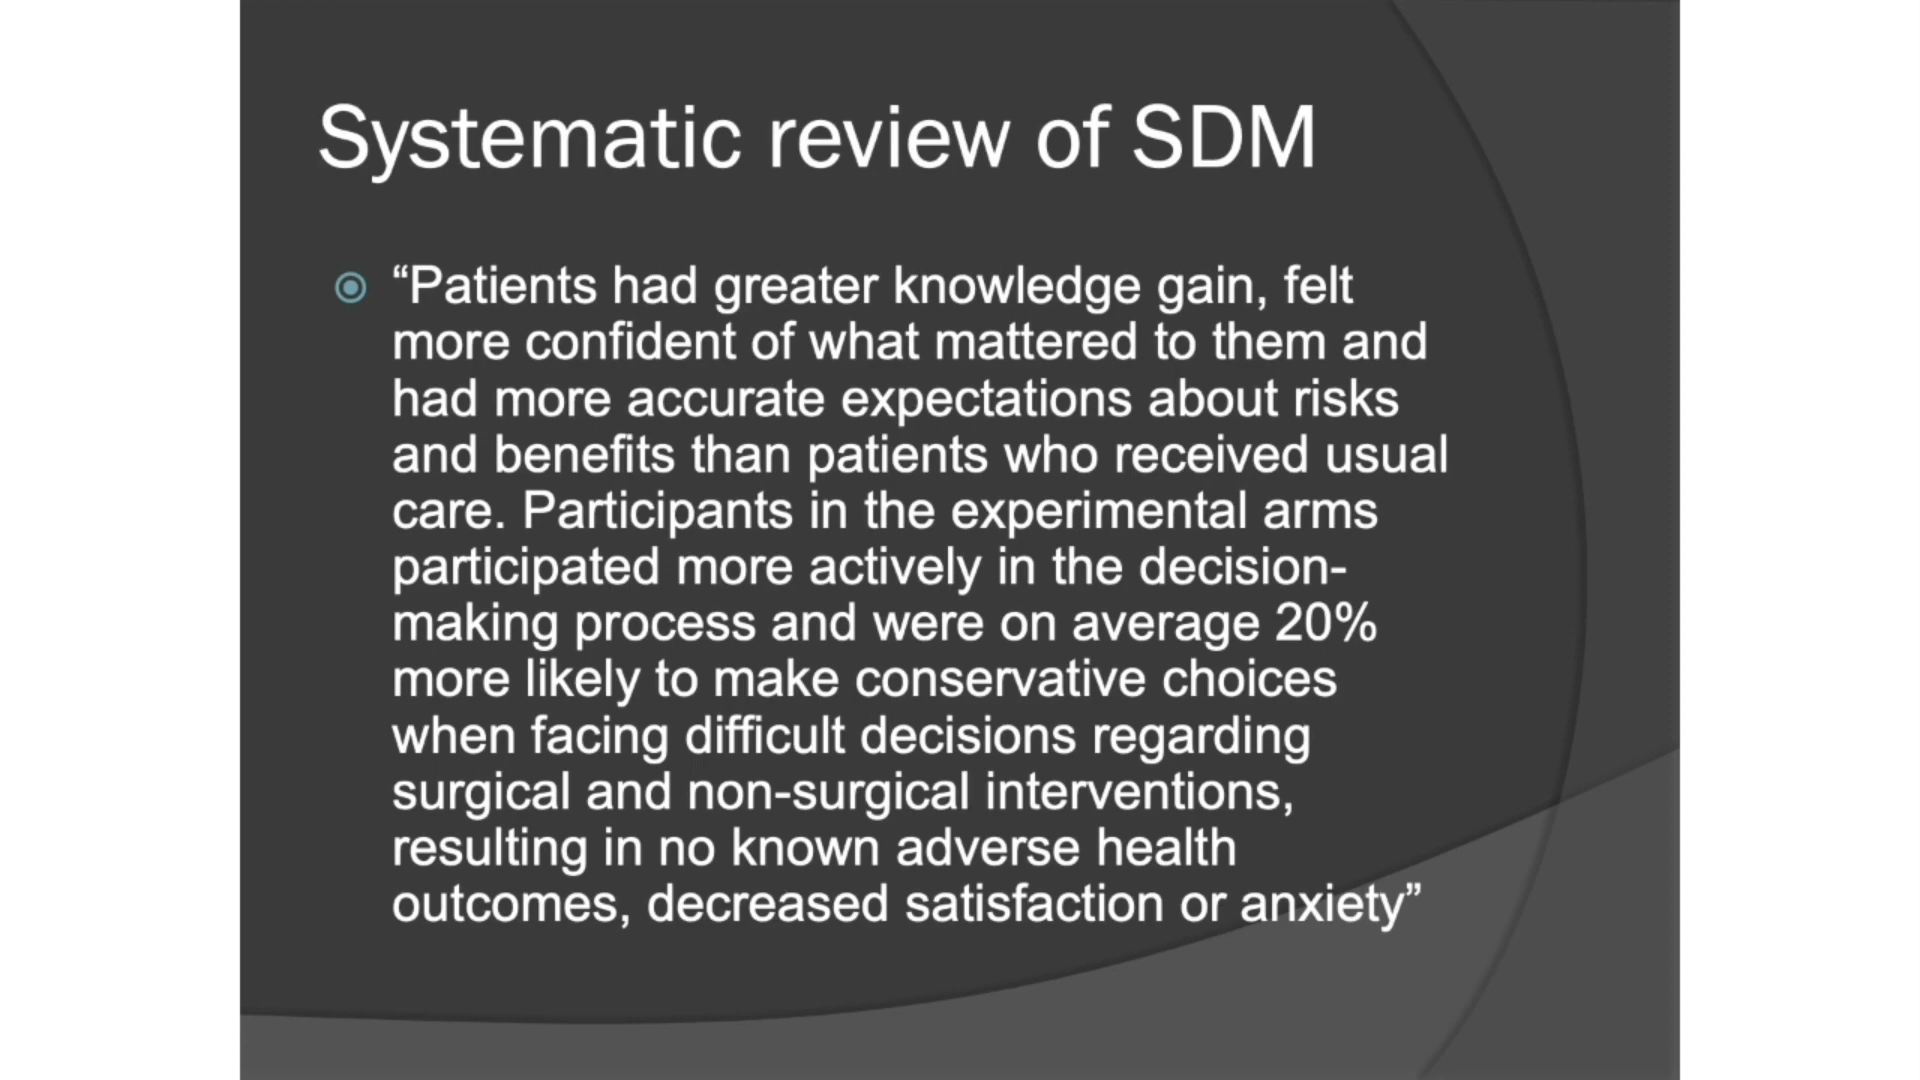 Systematic review of SDM
“Patients had greater knowledge gain, felt
more confident of what mattered to them and
had more accurate expectations about risks
and benefits than patients who received usual
care. Participants in the experimental arms
participated more actively in the decision-
making process and were on average 20%
more likely to make conservative choices
when facing difficult decisions regarding
surgical and non-surgical interventions,
resulting in no known adverse health
outcomes, decreased satisfaction or anxiety”